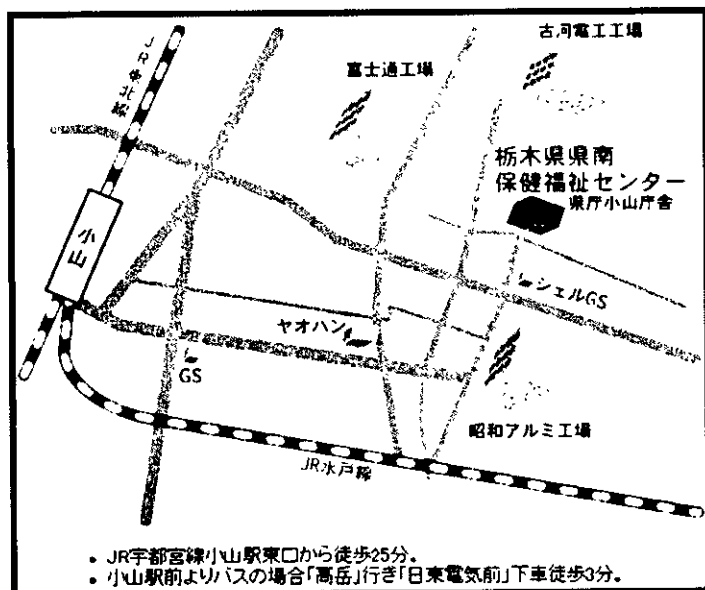 古河電工工場
富士通工場
JR東北線
栃木県県南
保健福祉センター
県庁小山庁舎
小山
シェルGS
ヤオハン
GS
昭和アルミ工場
JR水戸線
• JR宇都宮線小山駅東口から徒歩25分。
• 小山駅前よりバスの場合「高岳」行き「日東電気前」下車徒歩3分。